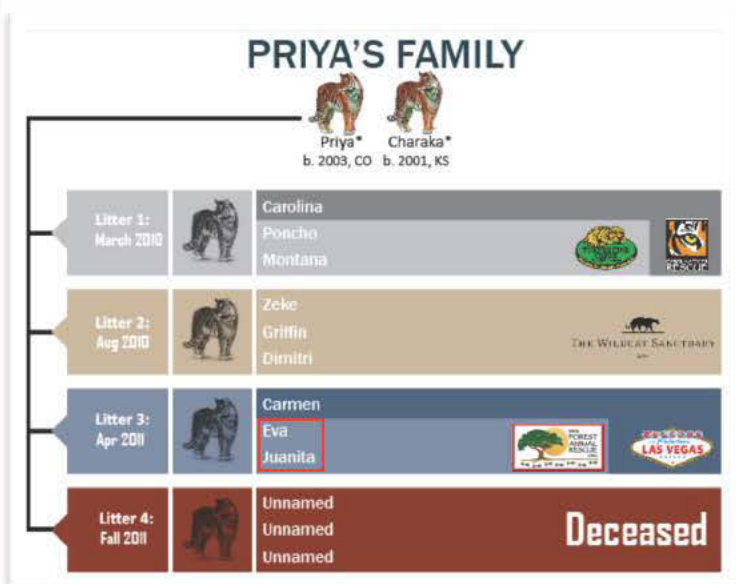 PRIYA'S FAMILY
Priya* Charaka*
b. 2003, CO b. 2001, KS
Litter 1:
March 2010
Carolina
Poncho
Montana
RESCUE
Litter 2:
Aug 2010
Zeke
Griffin
Dimitri
THE WILDCAT SANCTUARY
Litter 3:
Apr 2011
Carmen
Eva
Juanita
FOREST
ANIMAL
RESCUE
Fabulous
LAS VEGAS
Litter 4:
Fall 2011
Unnamed
Unnamed
Unnamed
Deceased